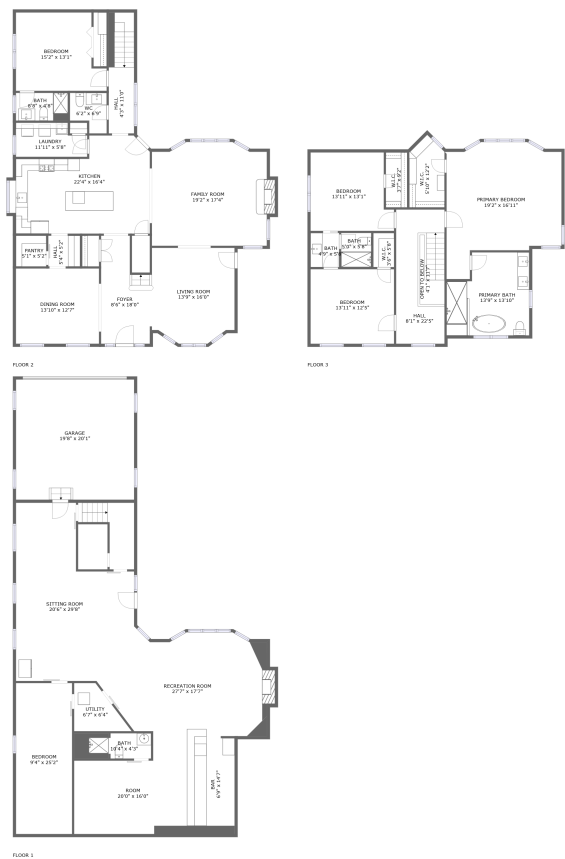 BEDROOM
15'2" x 13'1"
BATH
6'8" x 4'8"
WC
6'2" x 6'9"
HALL
4'3" x 11'0"
LAUNDRY
11'11" x 5'8"
KITCHEN
22'4" x 16'4"
FAMILY ROOM
19'2" x 17'4"
PANTRY
5'1" x 5'2"
HALL
5'4" x 5'2"
DINING ROOM
13'10" x 12'7"
FOYER
8'6" x 18'0"
LIVING ROOM
13'9" x 16'0"
FLOOR 2
BEDROOM
13'11" x 13'1"
W.I.C.
3'7" x 9'2"
W.I.C.
5'10" x 12'2"
PRIMARY BEDROOM
19'2" x 16'11"
BATH
BATH
5'0" x 5'8"
W.I.C.
OPEN TO BELOW
BEDROOM
13'11" x 12'5"
HALL
8'1" x 22'5"
PRIMARY BATH
13'8" x 13'10"
FLOOR 3
GARAGE
19'8" x 20'1"
SITTING ROOM
20'6" x 29'8"
RECREATION ROOM
27'7" x 17'7"
UTILITY
6'7" x 6'4"
BATH
10'4" x 4'3"
BEDROOM
9'4" x 25'2"
ROOM
20'0" x 16'0"
BAR
6'9" x 14'7"
FLOOR 1